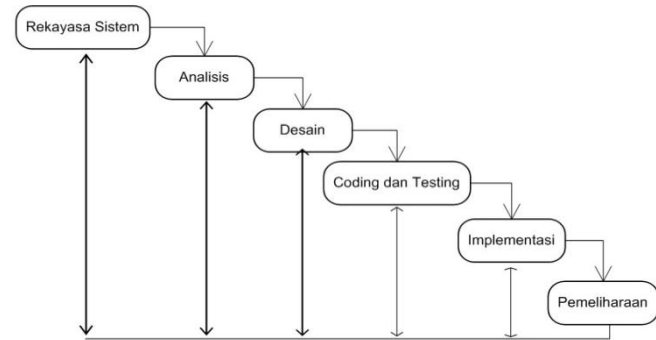 Rekayasa Sistem
Analisis
Desain
Coding dan Testing
Implementasi
Pemeliharaan